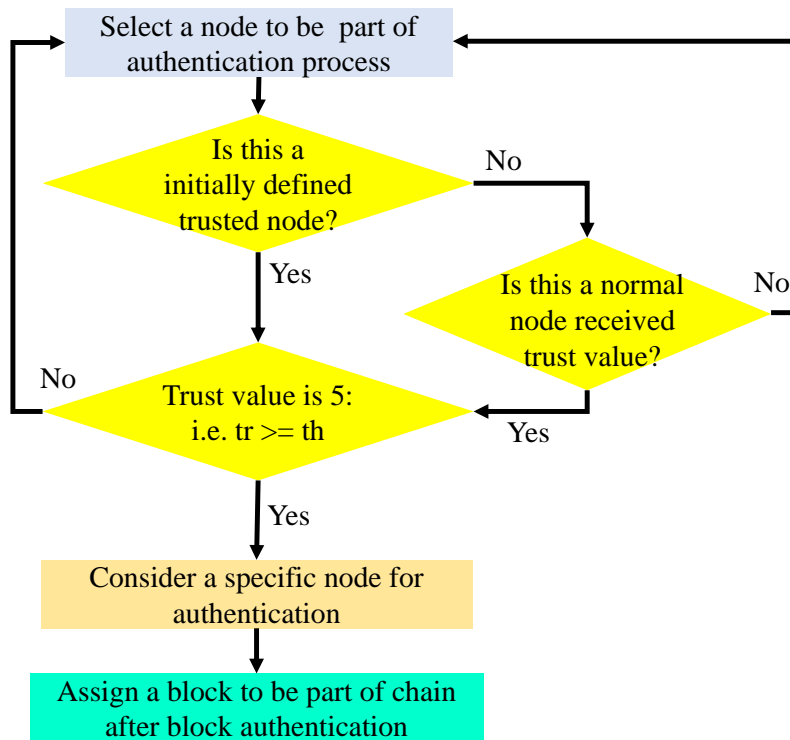 Select a node to be part of
authentication process
Is this a
initially defined
trusted node?
No
Yes
Is this a normal
node received
trust value?
No
No
Trust value is 5:
i.e. tr >= th
Yes
Yes
Consider a specific node for
authentication
Assign a block to be part of chain
after block authentication